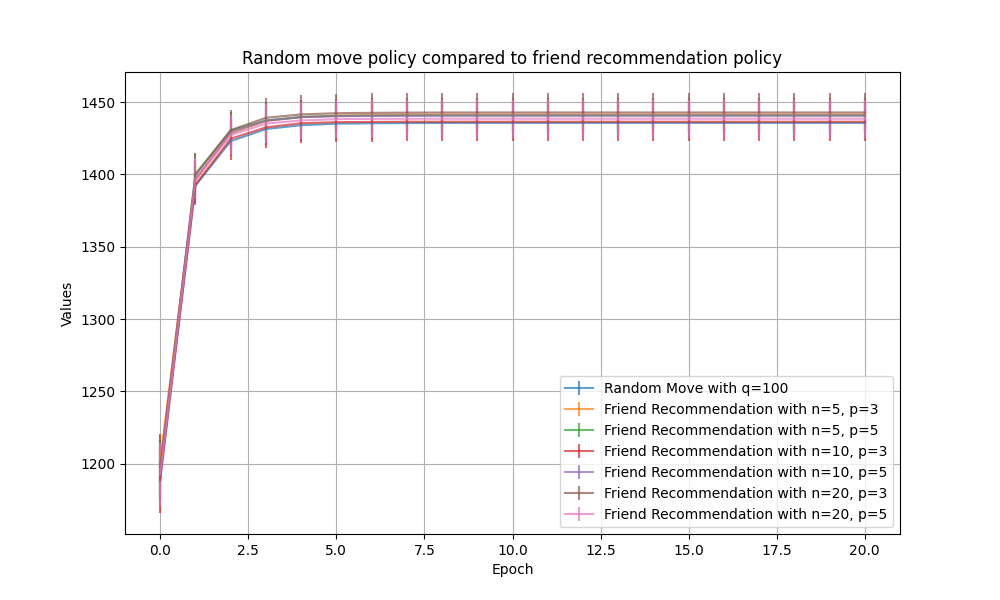 Random move policy compared to friend recommendation policy
1450
1400
1350
1300
1250
1200
Values
0.0 2.5 5.0 7.5 10.0 12.5 15.0 17.5 20.0
Epoch
Random Move with q=100
Friend Recommendation with n=5, p=3
Friend Recommendation with n=5, p=5
Friend Recommendation with n=10, p=3
Friend Recommendation with n=10, p=5
Friend Recommendation with n=20, p=3
Friend Recommendation with n=20, p=5